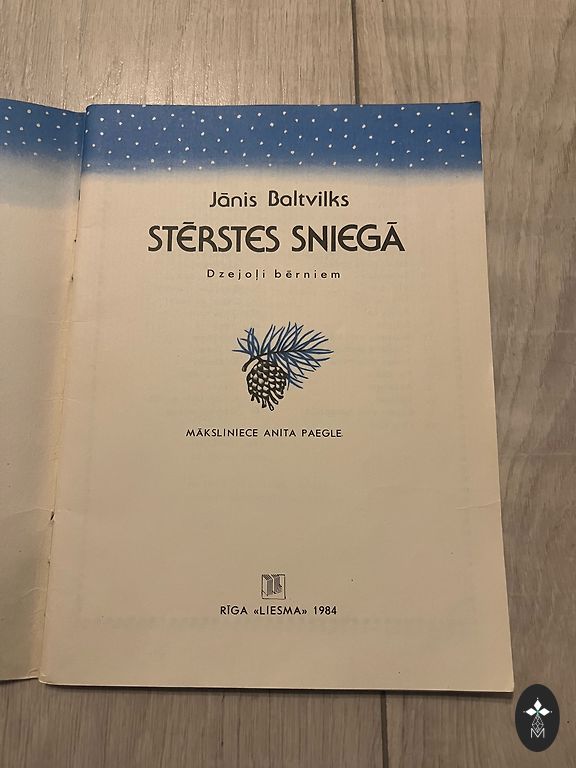 Jānis Baltvilks
STĒRSTES SNIEGĀ
Dzejoļi bērniem
MĀKSLINIECE ANITA PAEGLE
RĪGA «LIESMA» 1984
M